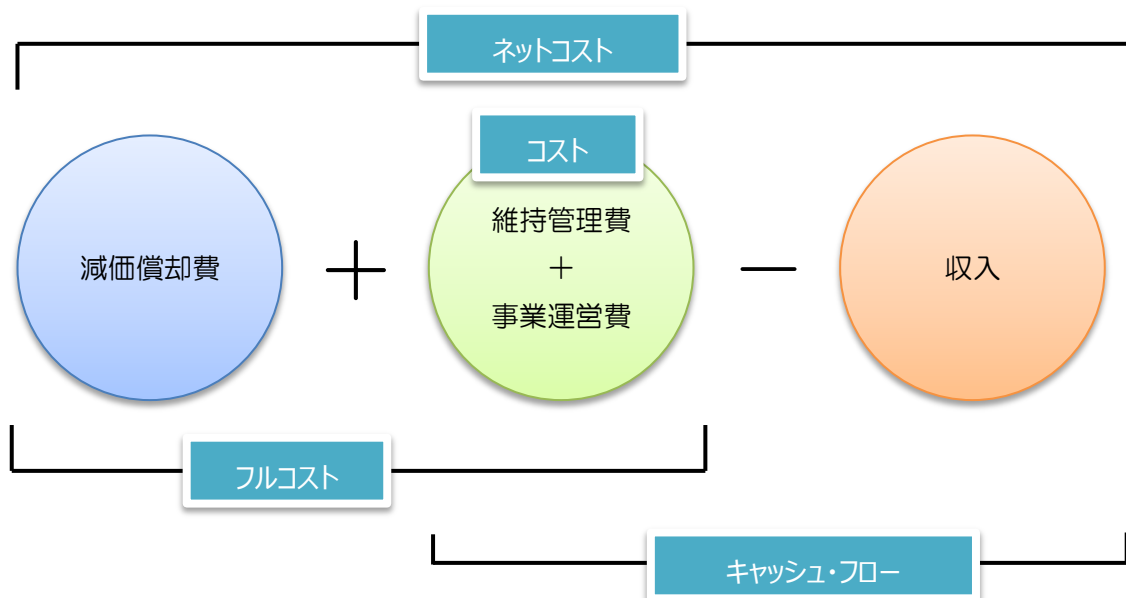 ネットコスト
コスト
減価償却費
＋
維持管理費
＋
事業運営費
－
収入
フルコスト
キャッシュ・フロー